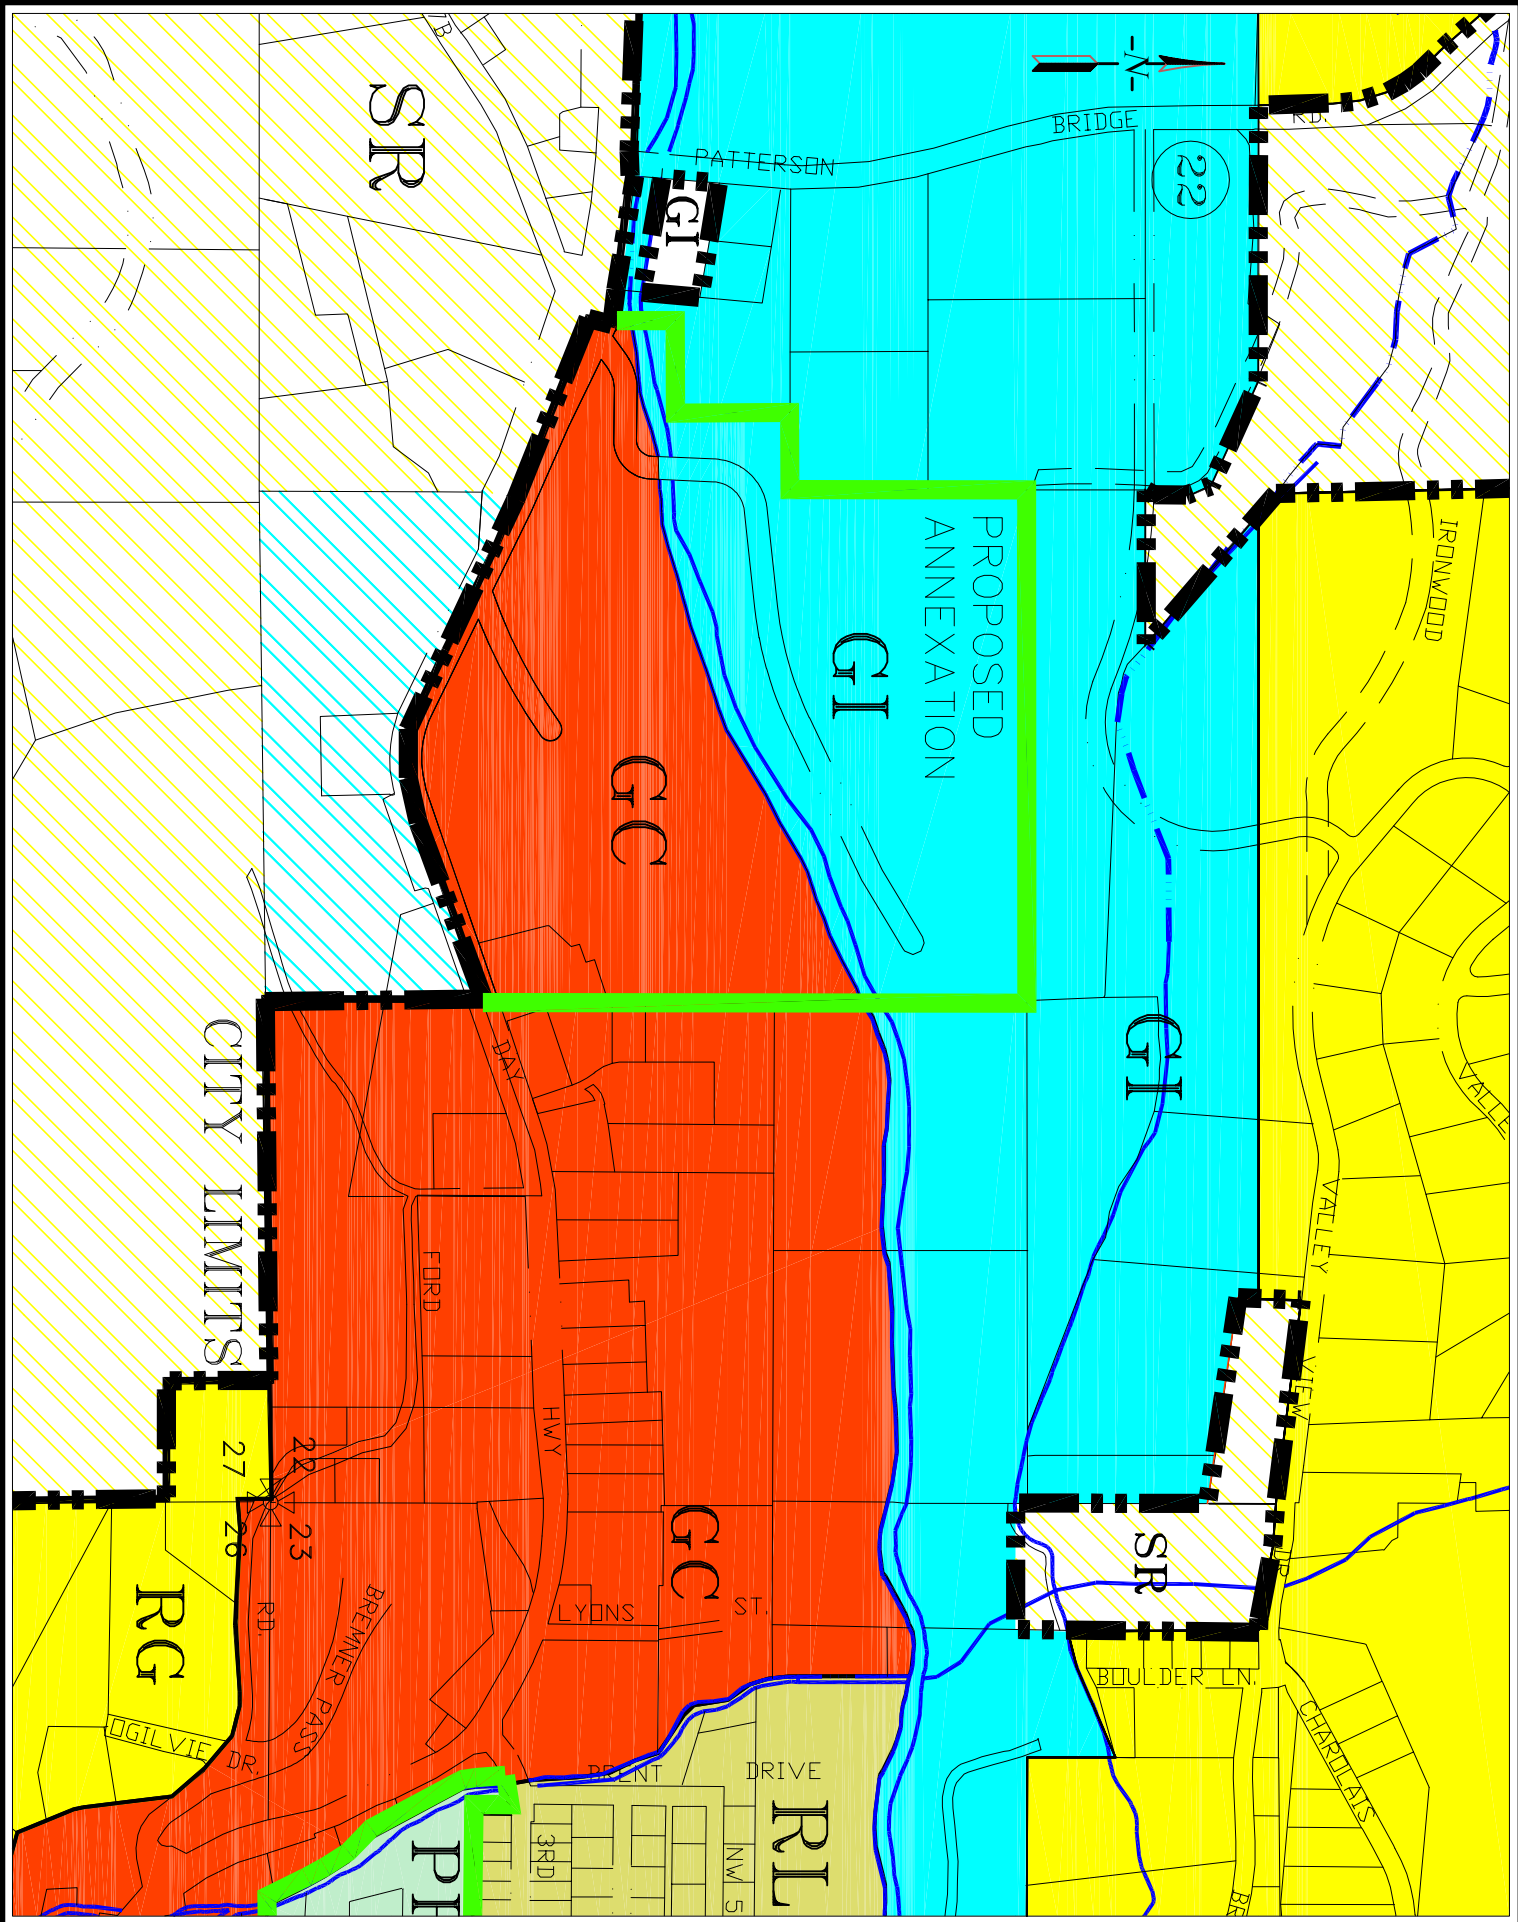 7B
SR
-N-
BRIDGE
RD.
PATTERSON
22
GI
PROPOSED
ANNEXATION
IRONWOOD
GI
GC
GI
DAY
CITY LIMITS
VALLEY
FORD
VIEW
HWY
27
22
26
23
GC
SR
DR.
LYONS
ST.
RG
RD.
BREMNER PASS
BOULDER LN.
OGILVIE DR.
CHAROLAIS
BRENT
DRIVE
RL
3RD
NW 5